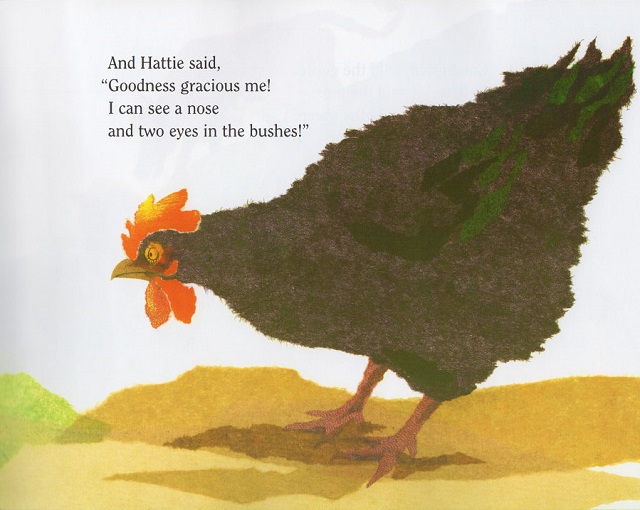 And Hattie said,
“Goodness gracious me!
I can see a nose
and two eyes in the bushes!”